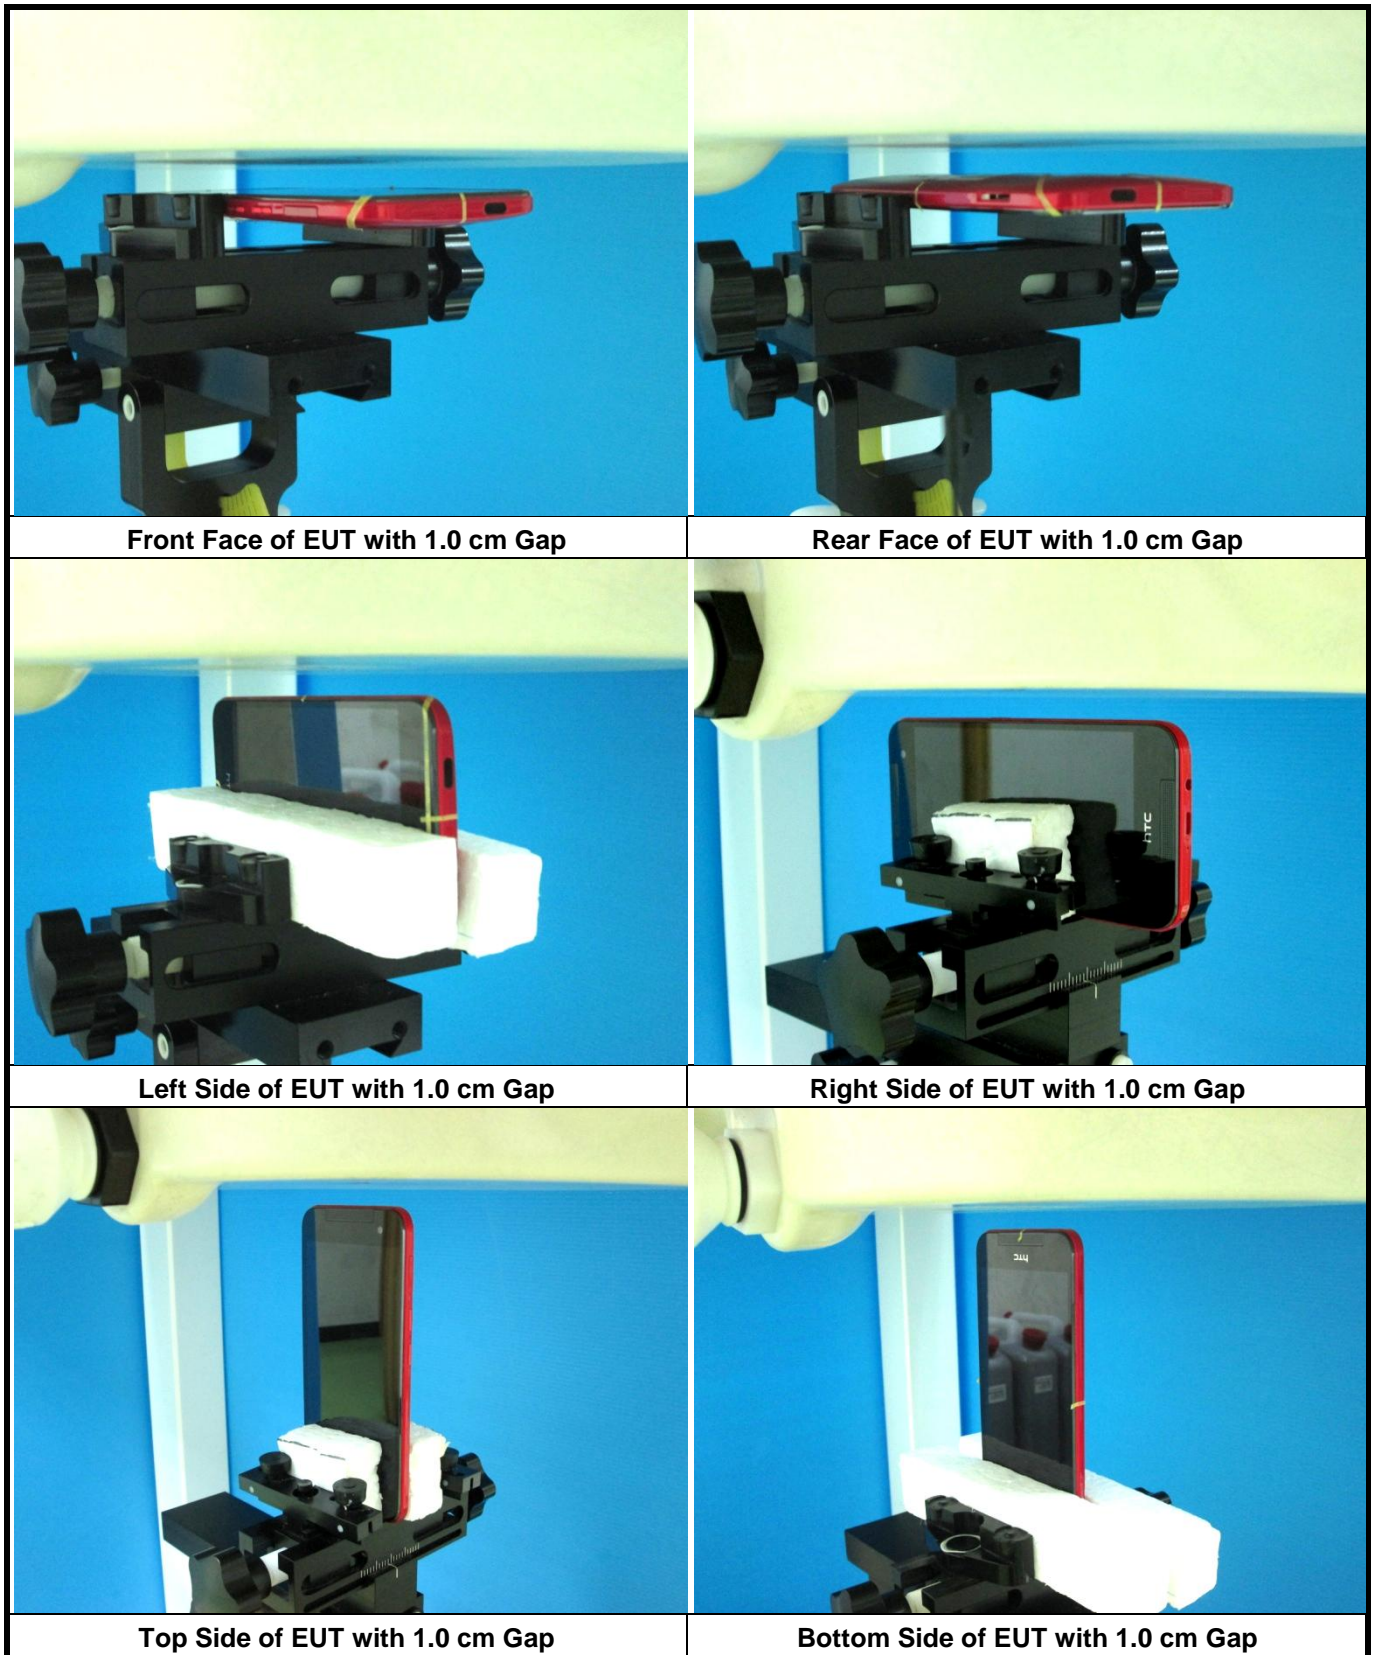 Front Face of EUT with 1.0 cm Gap
Rear Face of EUT with 1.0 cm Gap
hTC
Left Side of EUT with 1.0 cm Gap
Right Side of EUT with 1.0 cm Gap
hTC
Top Side of EUT with 1.0 cm Gap
Bottom Side of EUT with 1.0 cm Gap